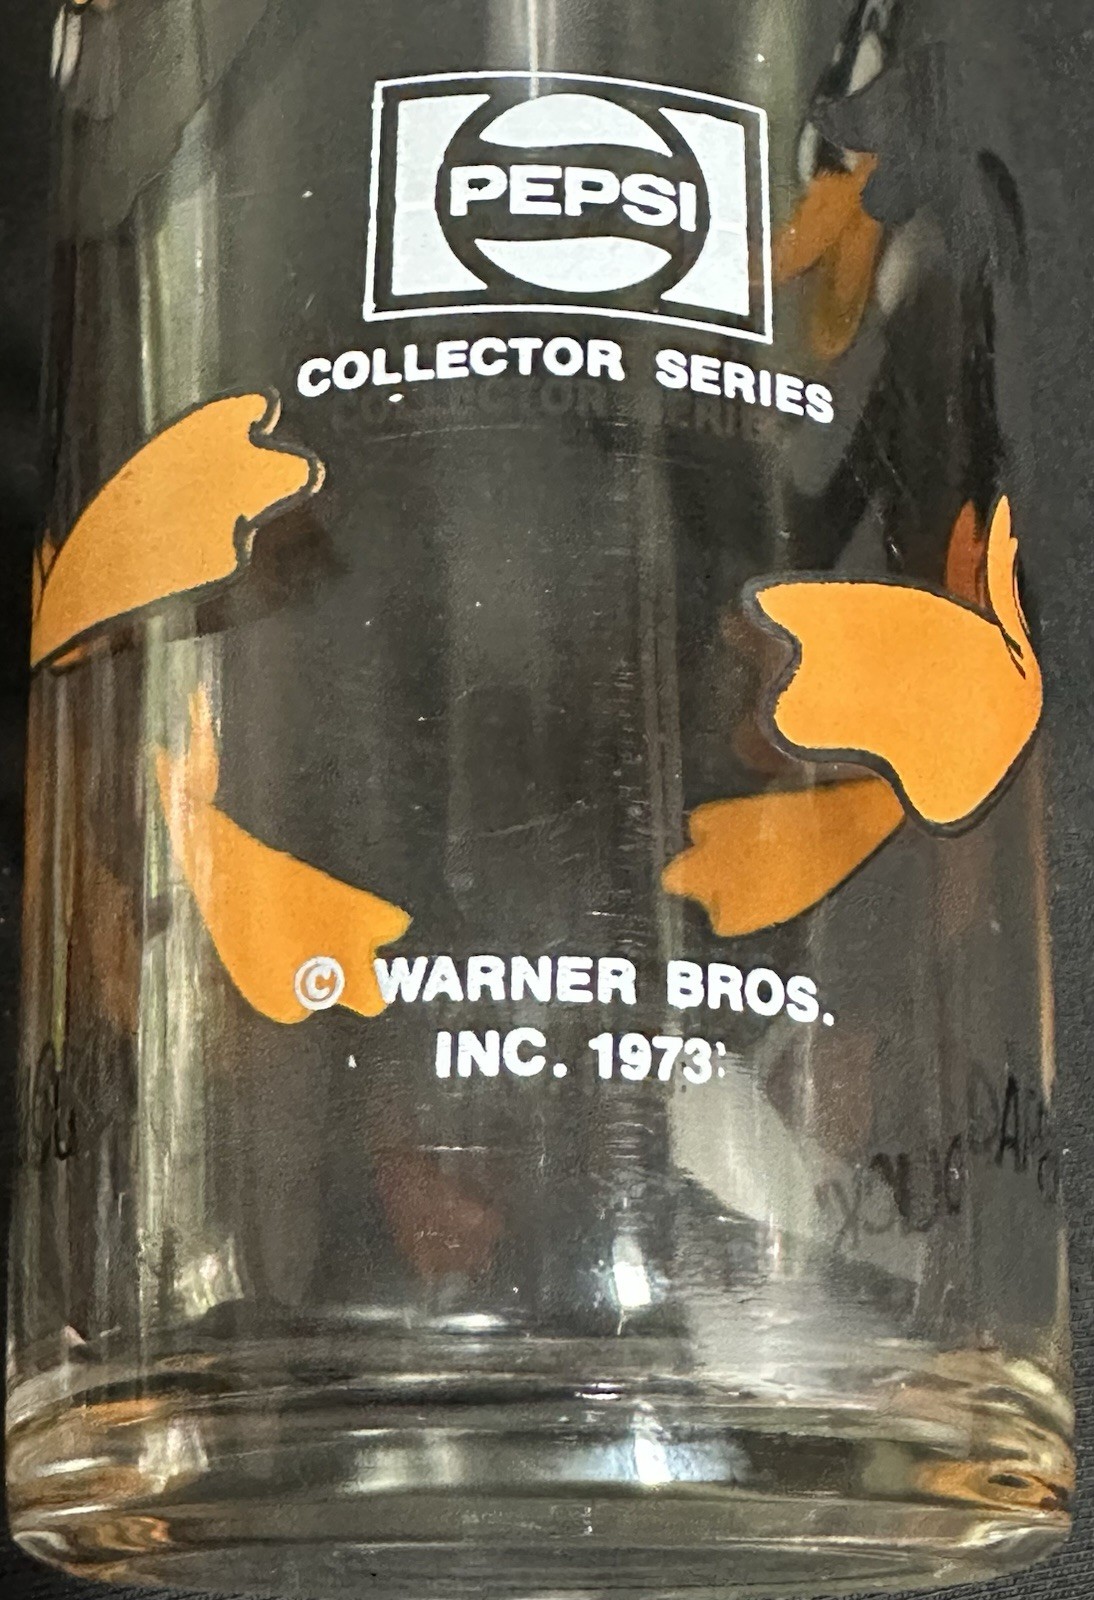 PEPSI
COLLECTOR SERIES
© WARNER BROS.
INC. 1973